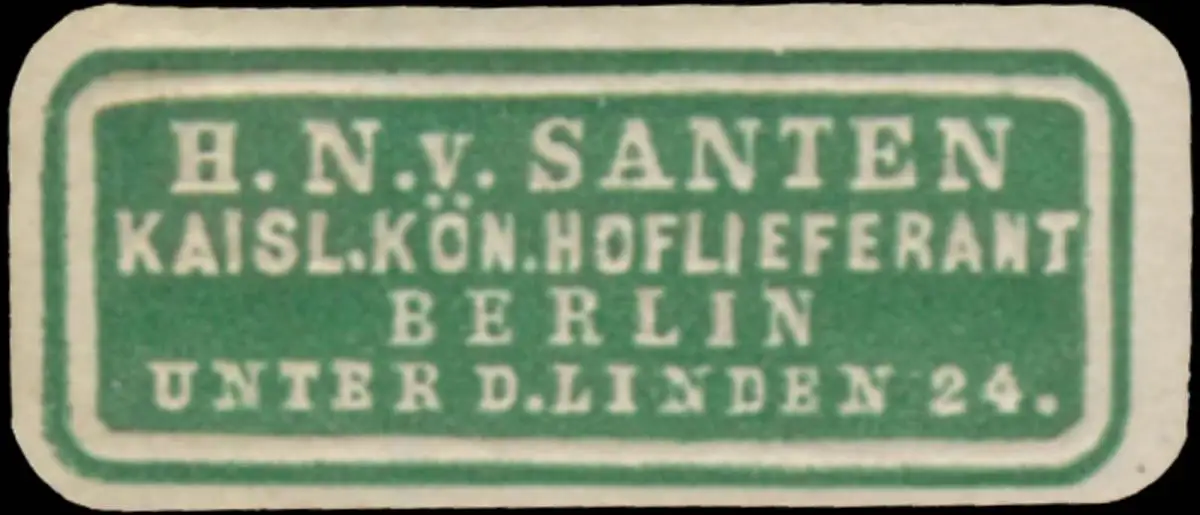 H. N. v. SANTEN
KAISL. KÖN. HOFLIEFERANT
BERLIN
UNTER D. LINDEN 24.